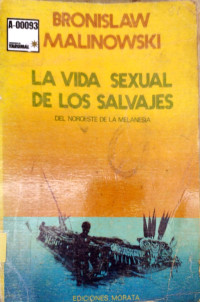 A-00093
BRONISLAW
MALINOWSKI
LA VIDA SEXUAL
DE LOS SALVAJES
DEL NOROESTE DE LA MELANESIA
EDICIONES MORATA